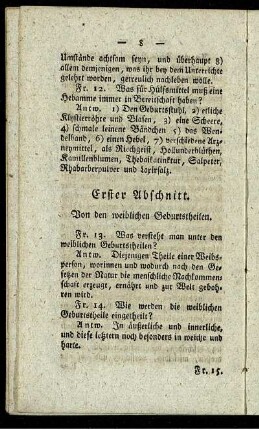 — 8 —
Umstände achtsam seyn, und überhaupt 8)
allem demjenigen, was ihr bey dem Unterrichte
gelehrt worden, getreulich nachleben wolle.
Fr. 12. Was für Hülfsmittel muß eine
Hebamme immer in Bereitschaft haben?
Antw. 1) Den Geburtsstuhl, 2) etliche
Klystierröhre und Blasen, 3) eine Scheere,
4) schmale leinene Bändchen 5) das Wen-
delband, 6) einen Hebel, 7) verschiedene Arz-
neymittel, als Riechgeist, Hollunderblüthen,
Kamillenblumen, Thebaikatinktur, Salpeter,
Rhabarberpulver und Laxirsalz.
Erster Abschnitt.
Von den weiblichen Geburtstheilen.
Fr. 13. Was versteht man unter den
weiblichen Geburtstheilen?
Antw. Diejenigen Theile einer Weibs-
person, worinnen und wodurch nach den Ge-
setzen der Natur die menschliche Nachkommen-
schaft erzeugt, ernährt und zur Welt geboh-
ren wird.
Fr. 14. Wie werden die weiblichen
Geburtstheile eingetheilt?
Antw. In äußerliche und innerliche,
und diese letztern noch besonders in weiche und
harte.
Fr. 15.